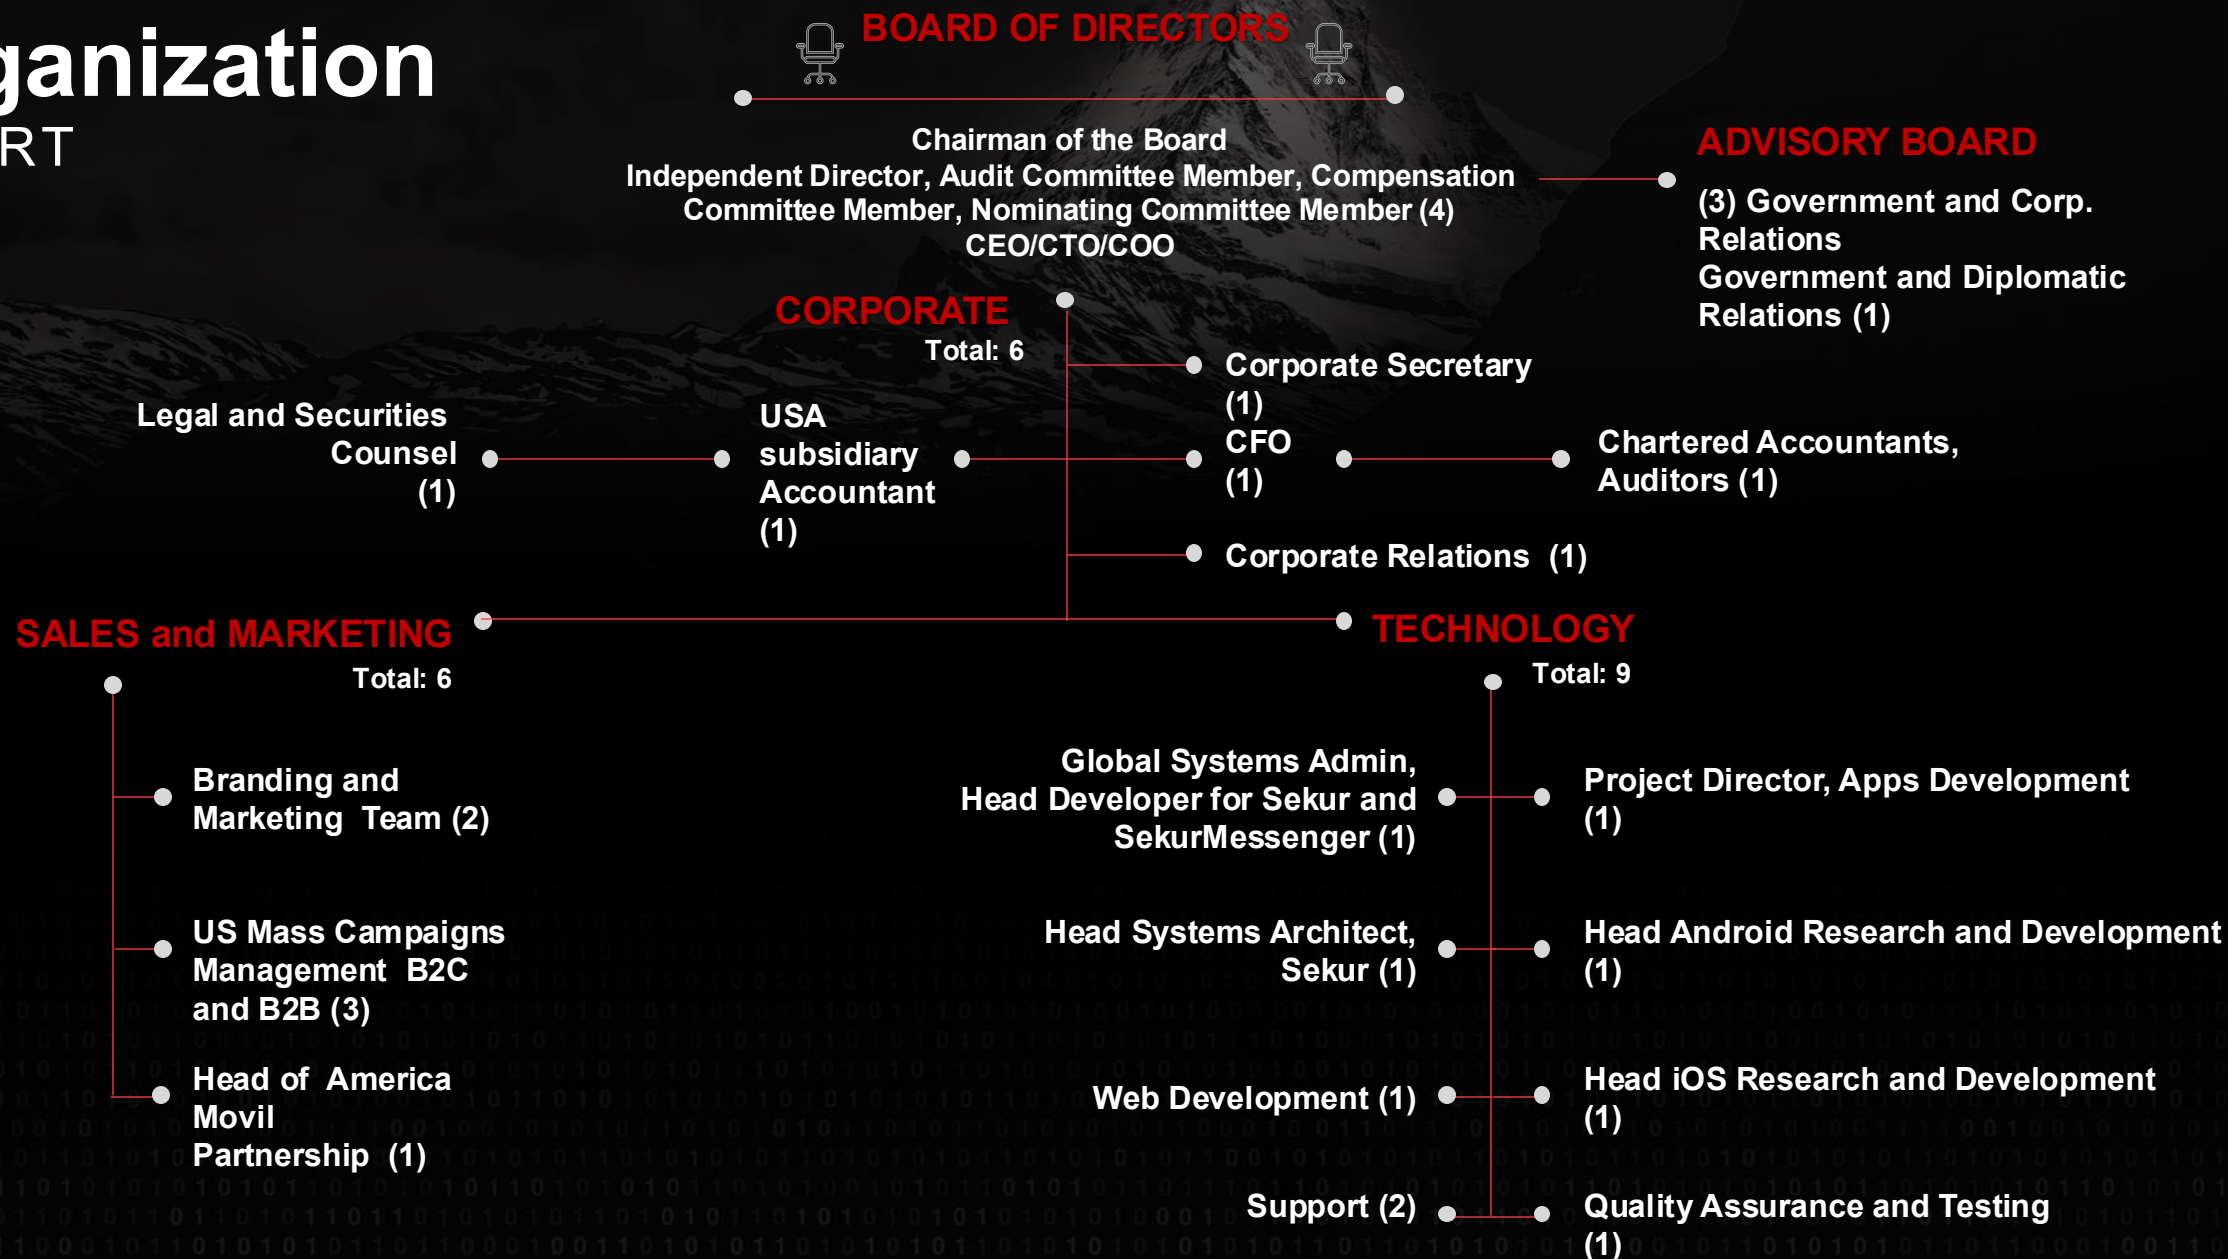 ganization
RT
BOARD OF DIRECTORS
Chairman of the Board
Independent Director, Audit Committee Member, Compensation
Committee Member, Nominating Committee Member (4)
CEO/CTO/COO
ADVISORY BOARD
(3) Government and Corp.
Relations
Government and Diplomatic
Relations (1)
CORPORATE
Total: 6
Legal and Securities
Counsel
(1)
USA
subsidiary
Accountant
(1)
Corporate Secretary
(1)
CFO
(1)
Chartered Accountants,
Auditors (1)
Corporate Relations (1)
SALES and MARKETING
Total: 6
Branding and
Marketing Team (2)
US Mass Campaigns
Management B2C
and B2B (3)
Head of America
Movil
Partnership (1)
TECHNOLOGY
Total: 9
Global Systems Admin,
Head Developer for Sekur and
SekurMessenger (1)
Project Director, Apps Development
(1)
Head Systems Architect,
Sekur (1)
Head Android Research and Development
(1)
Web Development (1)
Head iOS Research and Development
(1)
Support (2)
Quality Assurance and Testing
(1)